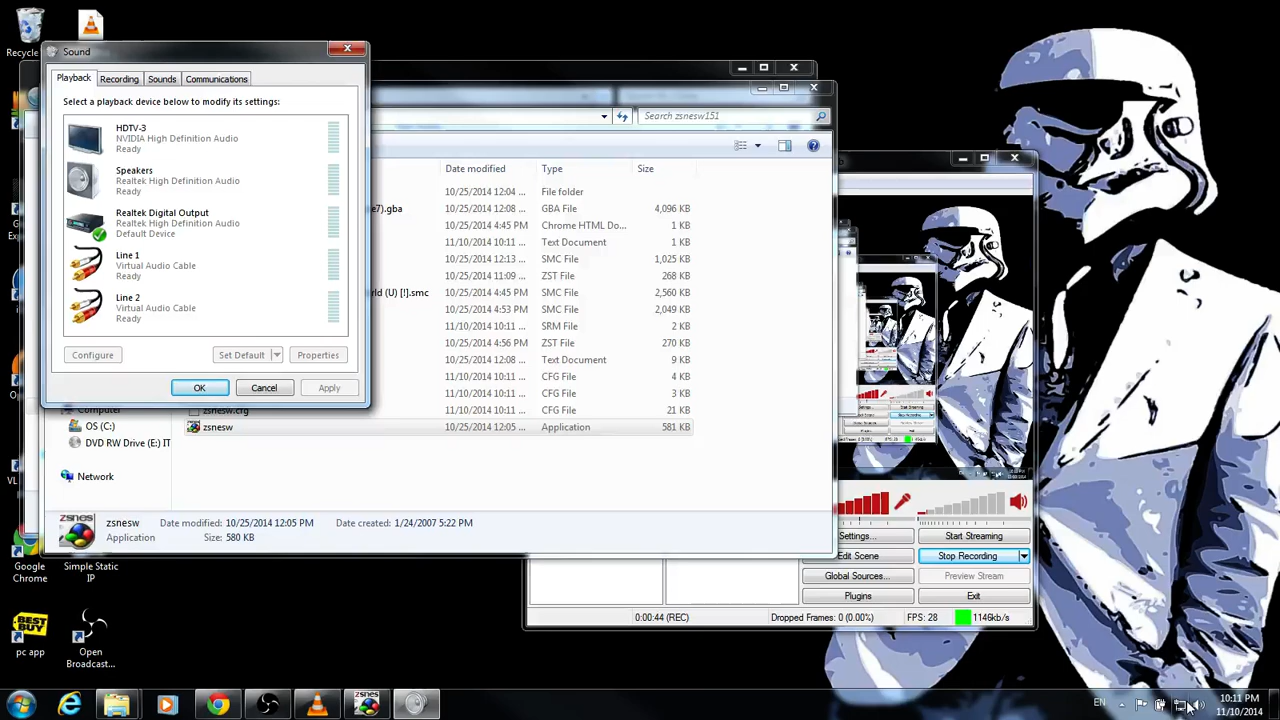 Recycle
Sound
Playback
Recording
Sounds
Communications
Select a playback device below to modify its settings:
HDTV-3
NVIDIA High Definition Audio
Ready
Speakers
Realtek High Definition Audio
Ready
Realtek Digital Output
Realtek High Definition Audio
Default Device
Line 1
Virtual Audio Cable
Ready
Line 2
Virtual Audio Cable
Ready
Configure
Set Default
Properties
OK
Cancel
Apply
Search zsnesw151
Date modified
Type
Size
10/25/2014 12:04 ...
File folder
e7).gba
10/25/2014 12:08 ...
GBA File
4,096 KB
10/25/2014 4:45 PM
Chrome HTML Do...
1 KB
11/10/2014 10:11 ...
Text Document
1 KB
10/25/2014 12:13 ...
SMC File
1,025 KB
10/25/2014 11:09 ...
ZST File
268 KB
rld (U) [!].smc
10/25/2014 4:45 PM
SMC File
2,560 KB
10/25/2014 4:53 PM
SMC File
2,049 KB
11/10/2014 10:11 ...
SRM File
2 KB
10/25/2014 4:56 PM
ZST File
270 KB
10/25/2014 12:08 ...
Text Document
9 KB
11/10/2014 10:11 ...
CFG File
4 KB
11/10/2014 10:11 ...
CFG File
3 KB
Computer
zsnesw.cfg
11/10/2014 10:11 ...
CFG File
21 KB
OS (C:)
zsnesw
10/25/2014 12:05 ...
Application
581 KB
DVD RW Drive (E:) IT
Network
zsnes
zsnesw
Date modified: 10/25/2014 12:05 PM
Date created: 1/24/2007 5:22 PM
Application
Size: 580 KB
Settings...
Start Streaming
Edit Scene
Stop Recording
Global Sources...
Preview Stream
Plugins
Exit
0:00:44 (REC)
Dropped Frames: 0 (0.00%)
FPS: 28
1146kb/s
Google Chrome
Simple Static IP
BEST BUY
pc app
Open Broadcast...
VL
zsnes
EN
10:11 PM
11/10/2014